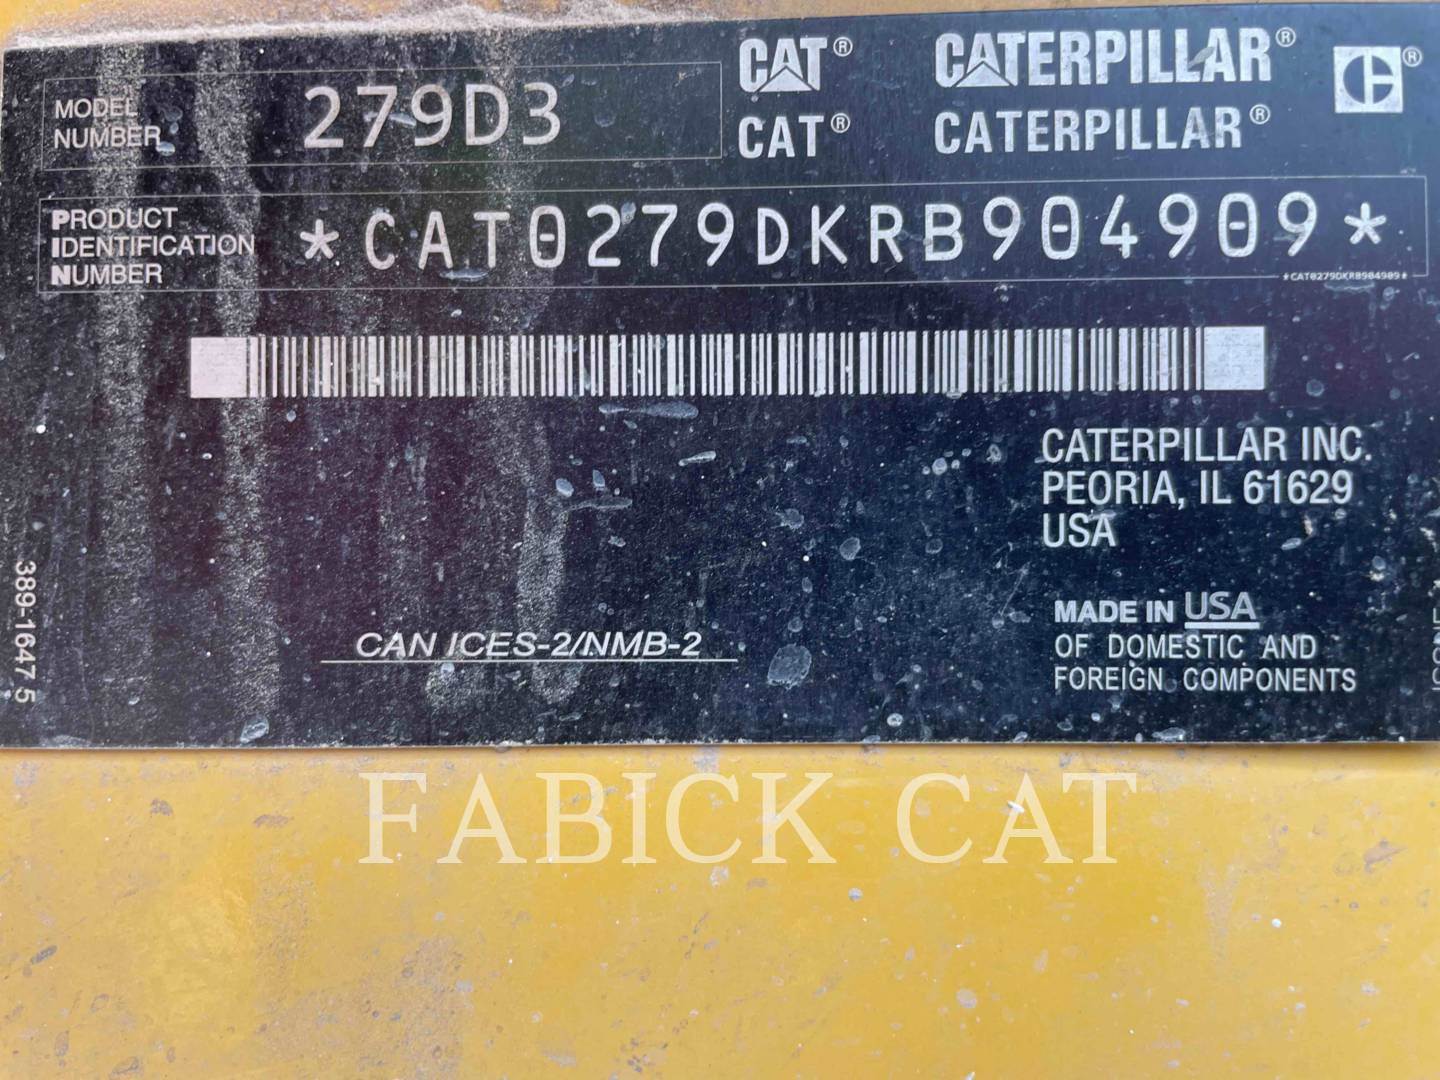 CAT® CATERPILLAR®
CAT® CATERPILLAR®
MODEL NUMBER 279D3
PRODUCT
IDENTIFICATION
NUMBER
*CAT0279DKRB904909*
*CAT0279DKRB904909*
CATERPILLAR INC.
PEORIA, IL 61629
USA
MADE IN USA
OF DOMESTIC AND
FOREIGN COMPONENTS
CAN ICES-2/NMB-2
389-1647 5
FABICK CAT